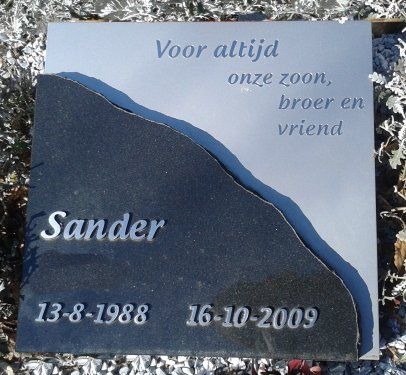 Voor altijd
onze zoon,
broer en
vriend
Sander
13-8-1988 16-10-2009